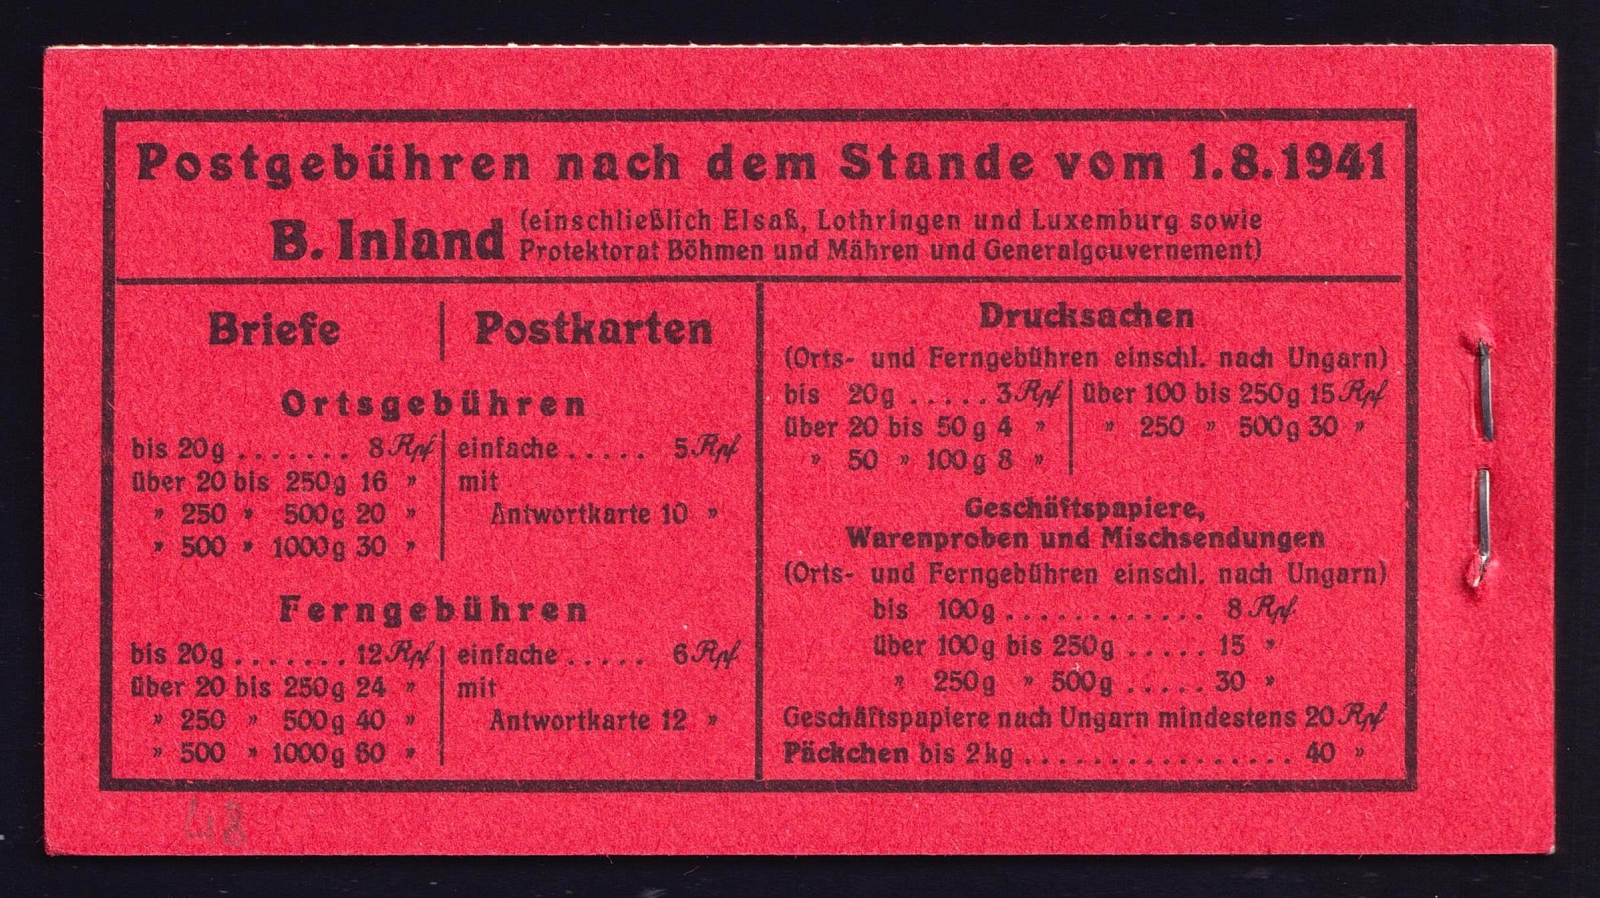 Postgebühren nach dem Stande vom 1.8.1941
B. Inland (einschließlich Elsaß, Lothringen und Luxemburg sowie
Protektorat Böhmen und Mähren und Generalgouvernement)
Briefe
Postkarten
Ortsgebühren
bis 20g ....... 8 Rpf
über 20 bis 250g 16 "
" 250 " 500g 20 "
" 500 " 1000g 30 "
einfache ..... 5 Rpf
mit
Antwortkarte 10 "
Ferngebühren
bis 20g ....... 12 Rpf
über 20 bis 250g 24 "
" 250 " 500g 40 "
" 500 " 1000g 60 "
einfache ..... 6 Rpf
mit
Antwortkarte 12 "
Drucksachen
(Orts- und Ferngebühren einschl. nach Ungarn)
bis 20g ..... 3 Rpf
über 20 bis 50g 4 "
" 50 " 100g 8 "
über 100 bis 250g 15 Rpf
" 250 " 500g 30 "
Geschäftspapiere,
Warenproben und Mischsendungen
(Orts- und Ferngebühren einschl. nach Ungarn)
bis 100g ............ 8 Rpf.
über 100g bis 250g ..... 15 "
" 250g " 500g ..... 30 "
Geschäftspapiere nach Ungarn mindestens 20 Rpf
Päckchen bis 2kg ................ 40 "
48